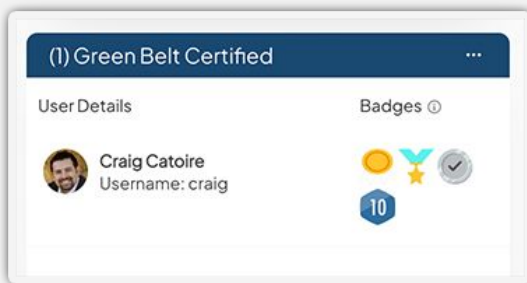 (1) Green Belt Certified
User Details
Badges
Craig Catoire
Username: craig
10